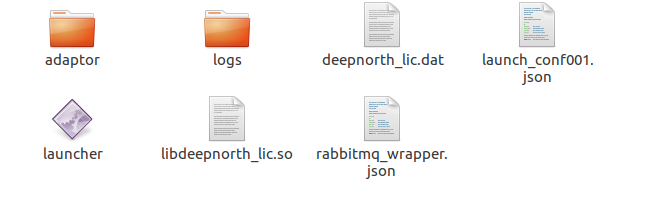 adaptor
logs
deepnorth_lic.dat
launch_conf001.
json
launcher
libdeepnorth_lic.so
rabbitmq_wrapper.
json